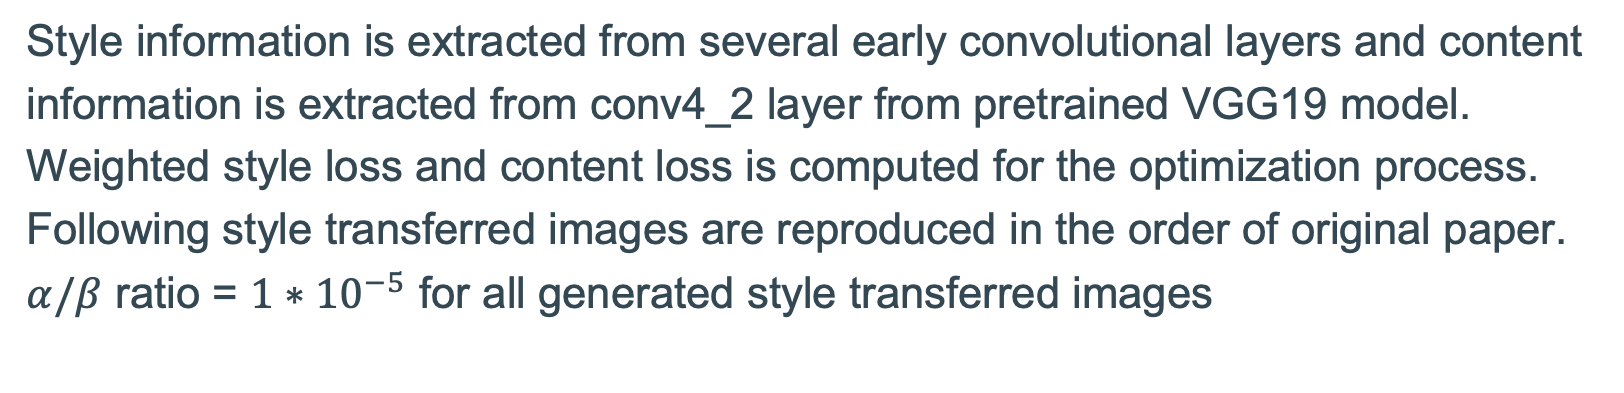 Style information is extracted from several early convolutional layers and content
information is extracted from conv4_2 layer from pretrained VGG19 model.
Weighted style loss and content loss is computed for the optimization process.
Following style transferred images are reproduced in the order of original paper.
𝛼/𝛽 ratio = 1 ∗ 10⁻⁵ for all generated style transferred images